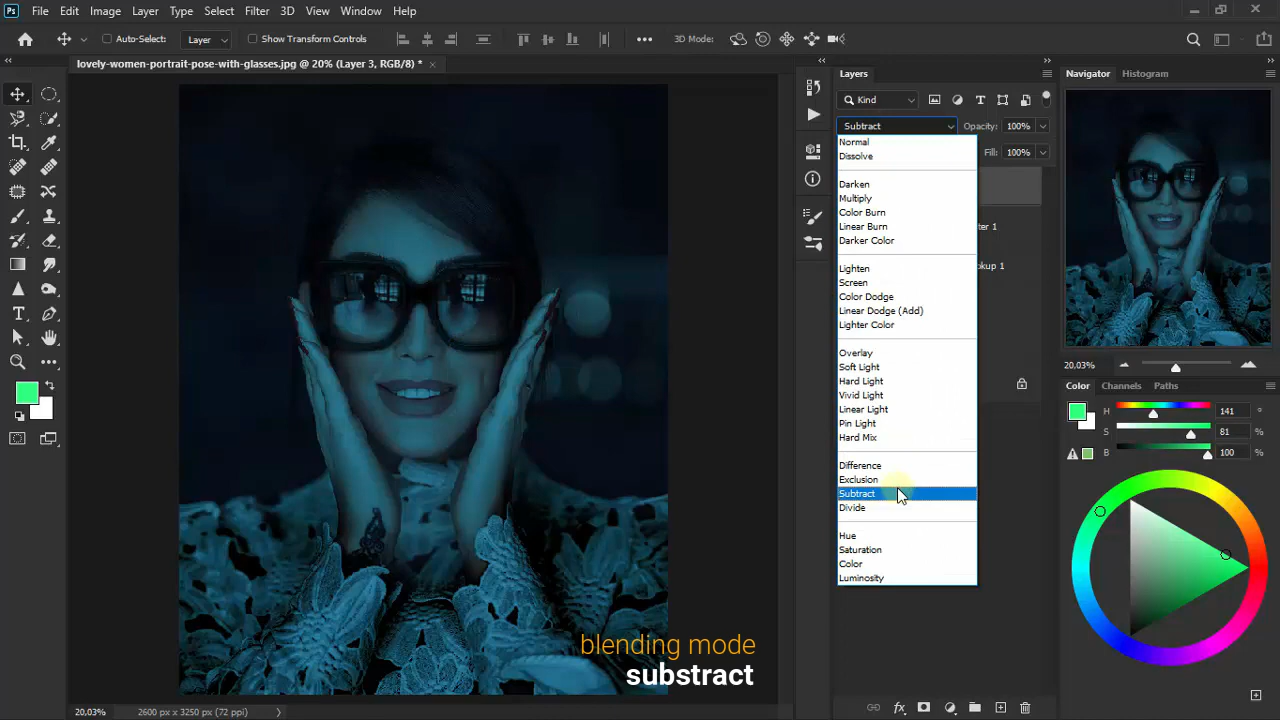 Ps File Edit Image Layer Type Select Filter 3D View Window Help
Auto-Select: Layer Show Transform Controls 3D Mode:
lovely-women-portrait-pose-with-glasses.jpg @ 20% (Layer 3, RGB/8) *
Layers
Kind
Subtract Opacity: 100%
Fill: 100%
Normal
Dissolve
Darken
Multiply
Color Burn
Linear Burn
Darker Color
Lighten
Screen
Color Dodge
Linear Dodge (Add)
Lighter Color
Overlay
Soft Light
Hard Light
Vivid Light
Linear Light
Pin Light
Hard Mix
Difference
Exclusion
Subtract
Divide
Hue
Saturation
Color
Luminosity
ter 1
okup 1
Navigator Histogram
20,03%
Color Channels Paths
H 141 °
S 81 %
B 100 %
blending mode
substract
20,03% 2600 px x 3250 px (72 ppi)